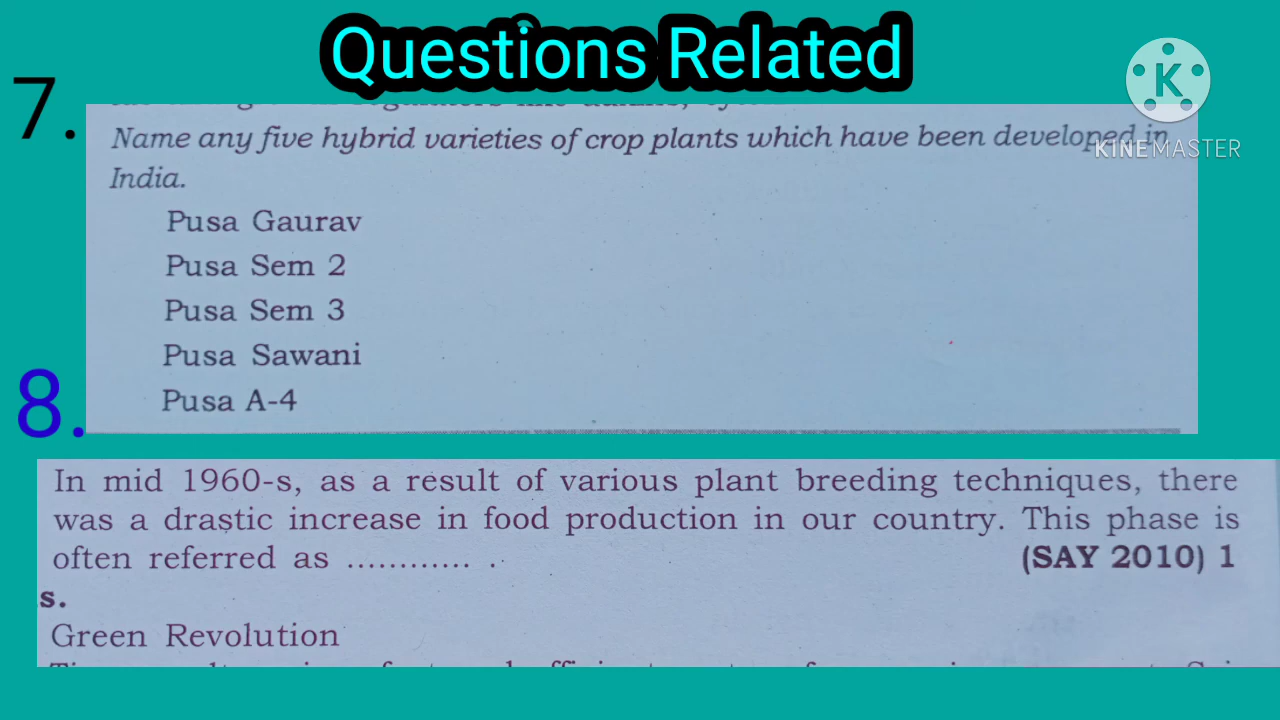 Questions Related
K
KINEMASTER
7.
Name any five hybrid varieties of crop plants which have been developed in
India.
Pusa Gaurav
Pusa Sem 2
Pusa Sem 3
Pusa Sawani
Pusa A-4
8.
In mid 1960-s, as a result of various plant breeding techniques, there
was a drastic increase in food production in our country. This phase is
often referred as ............ .
(SAY 2010) 1
s.
Green Revolution